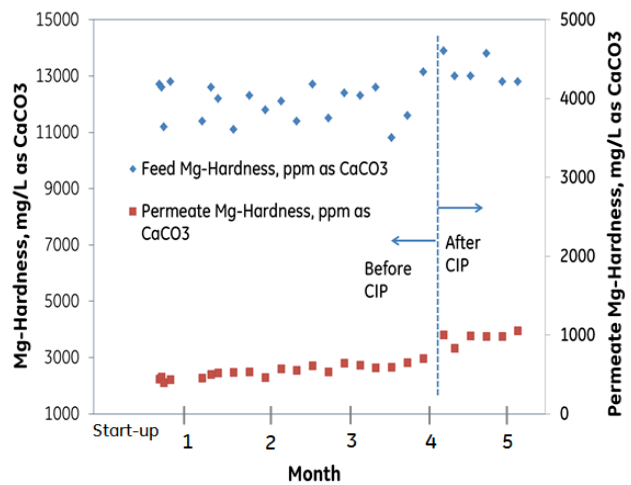 Mg-Hardness, mg/L as CaCO3
15000
13000
11000
9000
7000
5000
3000
1000
Feed Mg-Hardness, ppm as CaCO3
Permeate Mg-Hardness, ppm as
CaCO3
Before
CIP
After
CIP
5000
4000
3000
2000
1000
0
Permeate Mg-Hardness, mg/L as CaCO3
Start-up
1
2
3
4
5
Month